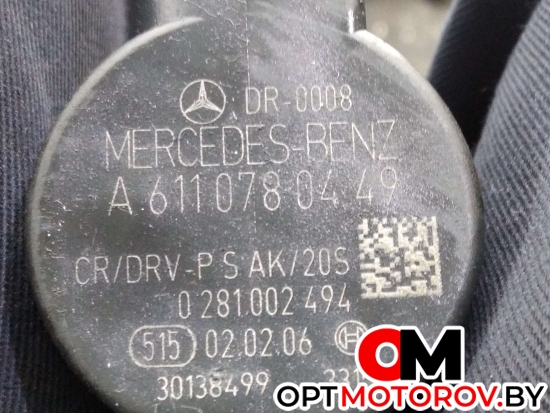 DR-0008
MERCEDES-BENZ
A 611 078 04 49
CR/DRV-P S AK/20S
0 281 002 494
515 02.02.06
30138499
OM
OPTMOTOROV.BY